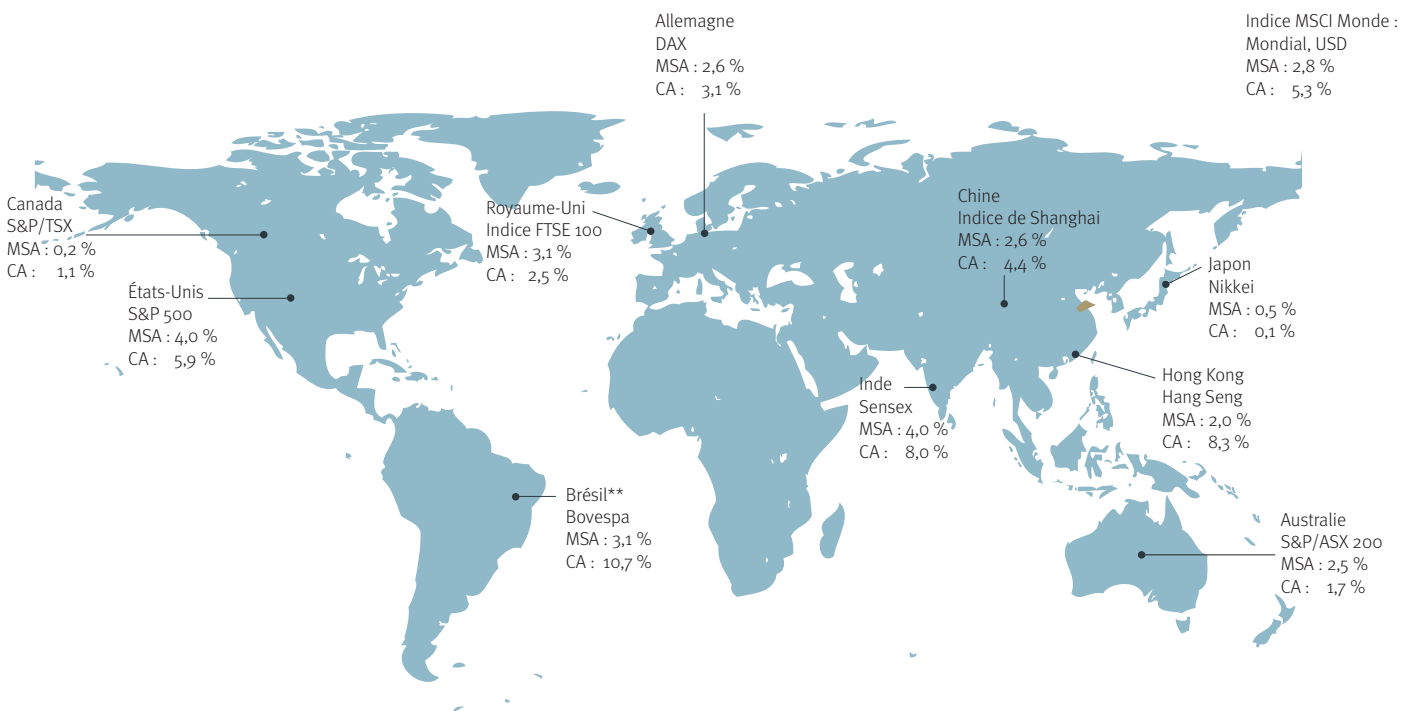 Allemagne
DAX
MSA : 2,6 %
CA : 3,1 %
Indice MSCI Monde :
Mondial, USD
MSA : 2,8 %
CA : 5,3 %
Canada
S&P/TSX
MSA : 0,2 %
CA : 1,1 %
Royaume-Uni
Indice FTSE 100
MSA : 3,1 %
CA : 2,5 %
Chine
Indice de Shanghai
MSA : 2,6 %
CA : 4,4 %
Japon
Nikkei
MSA : 0,5 %
CA : 0,1 %
États-Unis
S&P 500
MSA : 4,0 %
CA : 5,9 %
Inde
Sensex
MSA : 4,0 %
CA : 8,0 %
Hong Kong
Hang Seng
MSA : 2,0 %
CA : 8,3 %
Brésil**
Bovespa
MSA : 3,1 %
CA : 10,7 %
Australie
S&P/ASX 200
MSA : 2,5 %
CA : 1,7 %